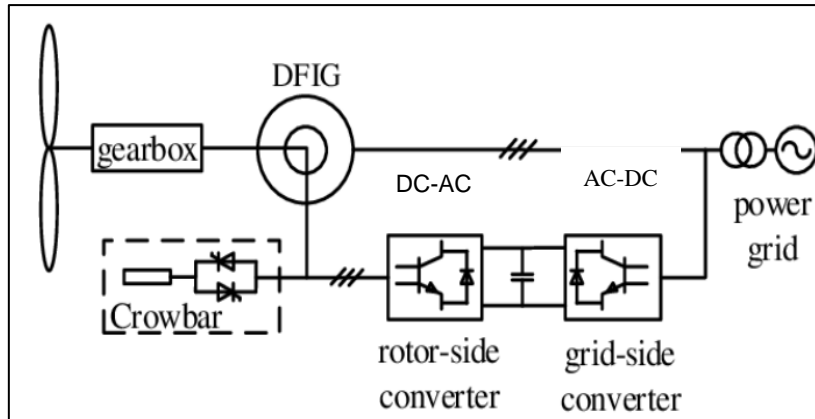 DFIG
gearbox
DC-AC
AC-DC
power
grid
Crowbar
rotor-side
converter
grid-side
converter